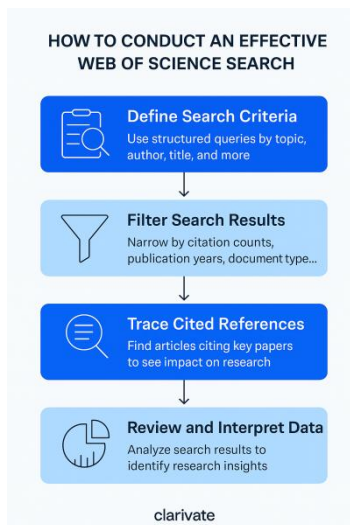 HOW TO CONDUCT AN EFFECTIVE
WEB OF SCIENCE SEARCH
Define Search Criteria
Use structured queries by topic,
author, title, and more
Filter Search Results
Narrow by citation counts,
publication years, document type...
Trace Cited References
Find articles citing key papers
to see impact on research
Review and Interpret Data
Analyze search results to
identify research insights
clarivate